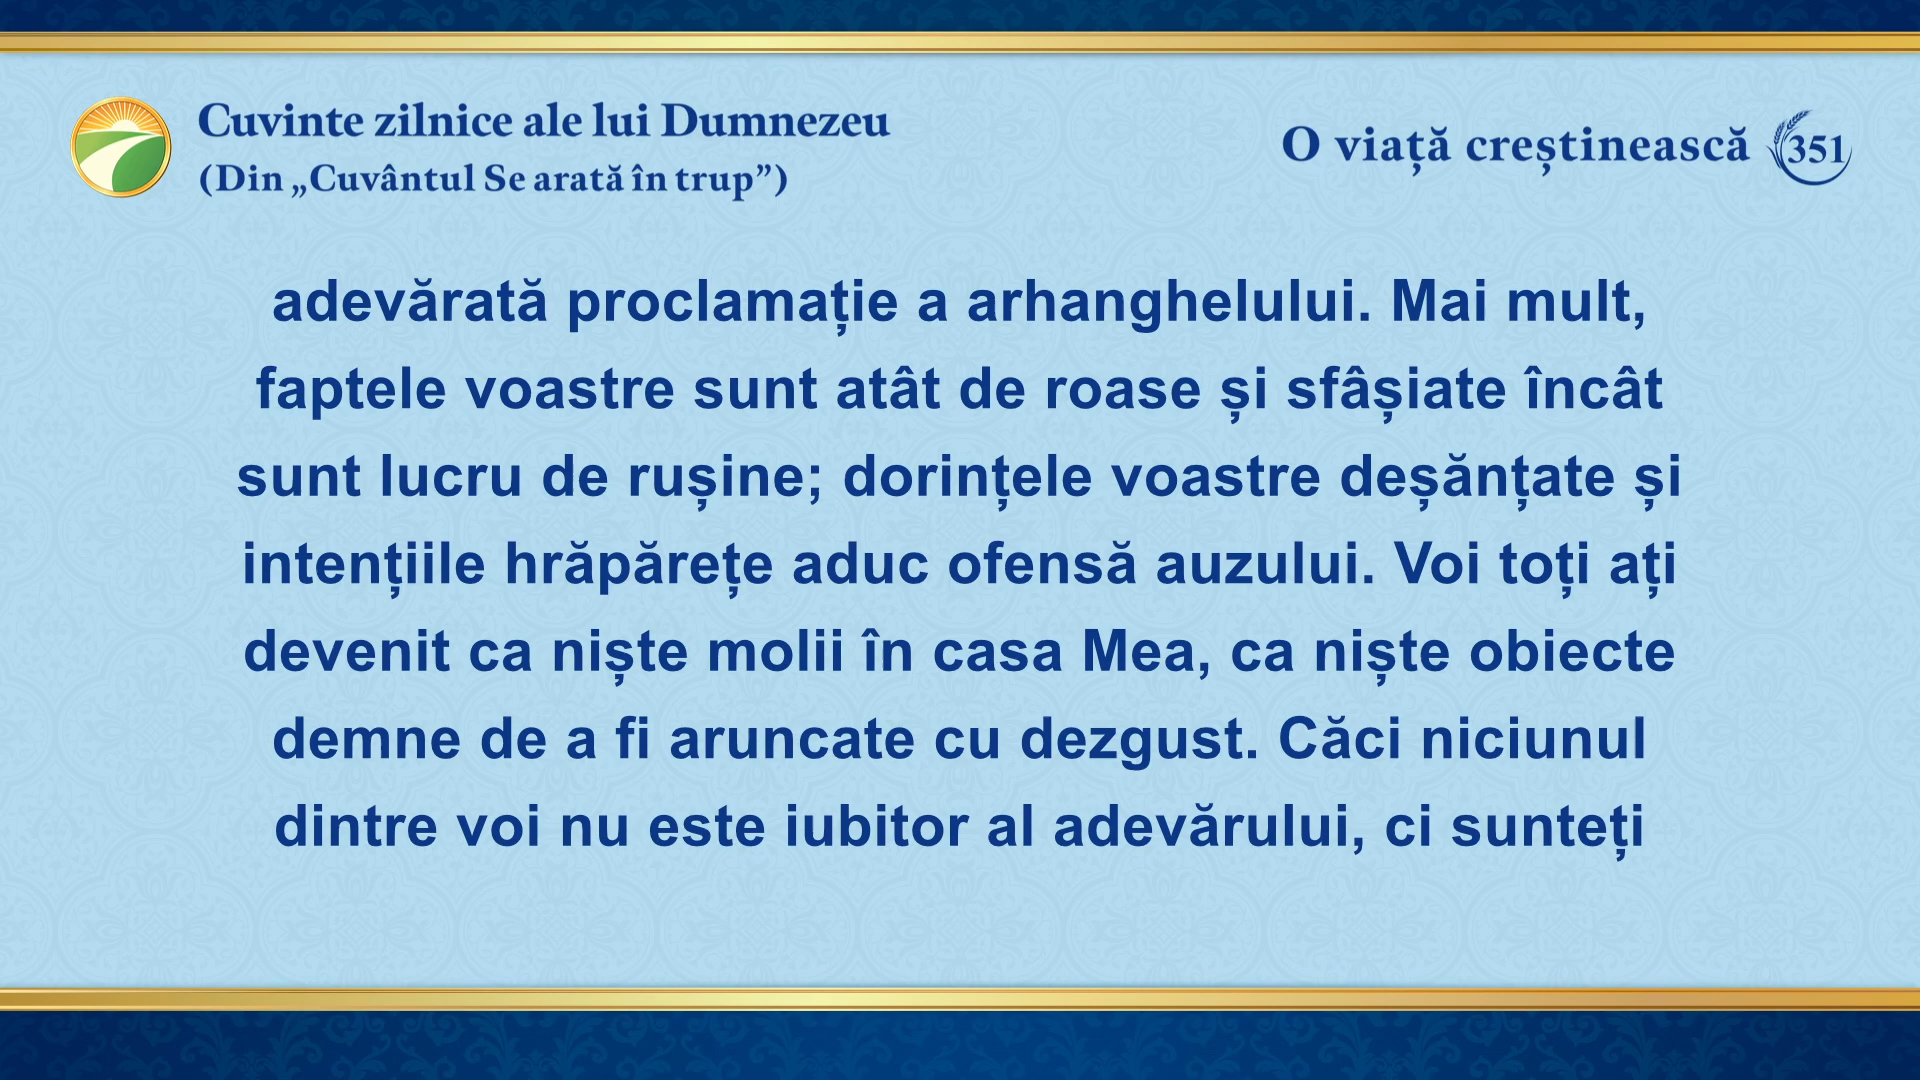 Cuvinte zilnice ale lui Dumnezeu
(Din „Cuvântul Se arată în trup”)
O viață creștinească 351
adevărată proclamație a arhanghelului. Mai mult,
faptele voastre sunt atât de roase și sfâșiate încât
sunt lucru de rușine; dorințele voastre deșănțate și
intențiile hrăpărețe aduc ofensă auzului. Voi toți ați
devenit ca niște molii în casa Mea, ca niște obiecte
demne de a fi aruncate cu dezgust. Căci niciunul
dintre voi nu este iubitor al adevărului, ci sunteți